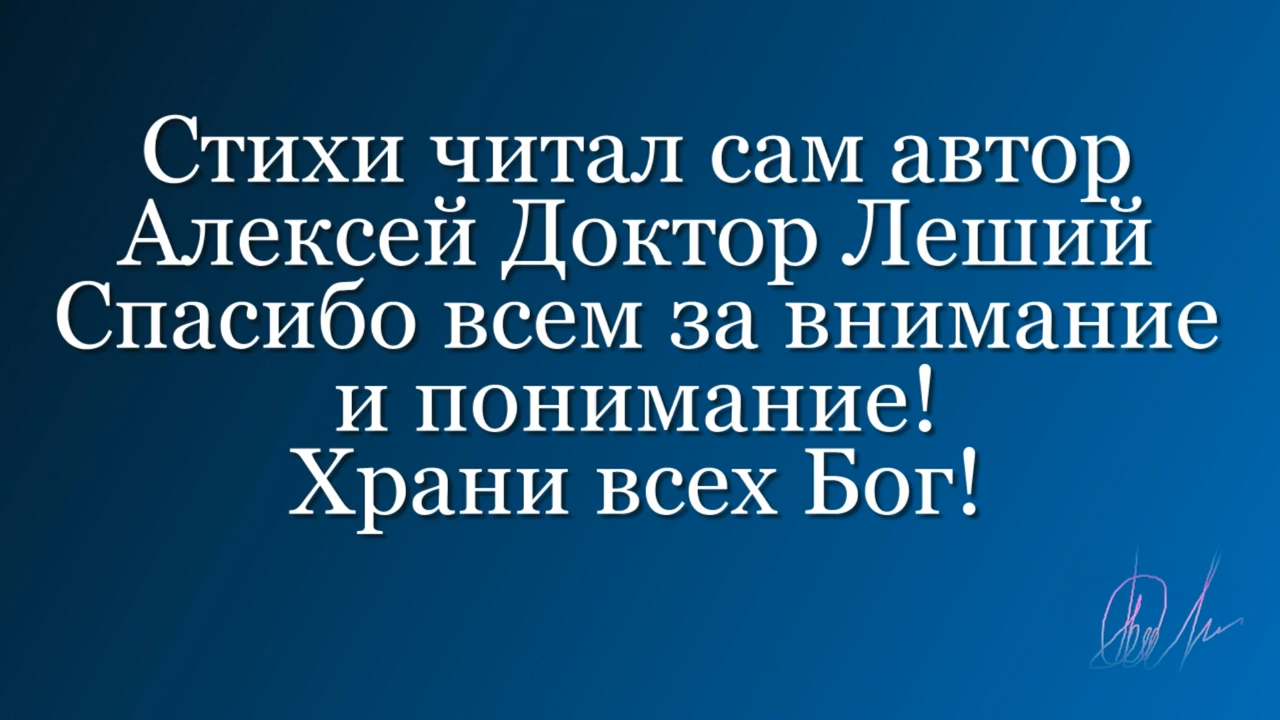 Стихи читал сам автор
Алексей Доктор Леший
Спасибо всем за внимание
и понимание!
Храни всех Бог!